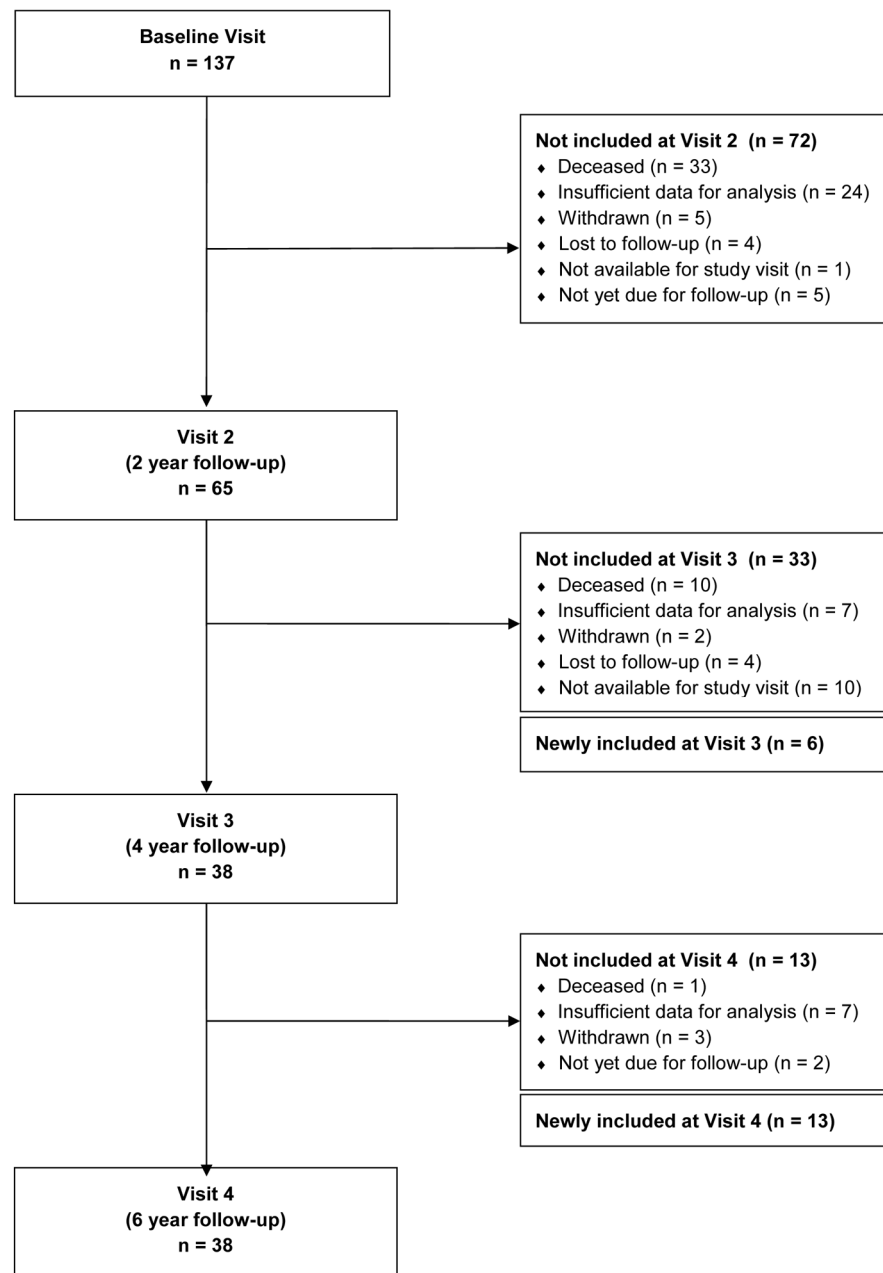 Baseline Visit
n = 137
Not included at Visit 2 (n = 72)
♦ Deceased (n = 33)
♦ Insufficient data for analysis (n = 24)
♦ Withdrawn (n = 5)
♦ Lost to follow-up (n = 4)
♦ Not available for study visit (n = 1)
♦ Not yet due for follow-up (n = 5)
Visit 2
(2 year follow-up)
n = 65
Not included at Visit 3 (n = 33)
♦ Deceased (n = 10)
♦ Insufficient data for analysis (n = 7)
♦ Withdrawn (n = 2)
♦ Lost to follow-up (n = 4)
♦ Not available for study visit (n = 10)
Newly included at Visit 3 (n = 6)
Visit 3
(4 year follow-up)
n = 38
Not included at Visit 4 (n = 13)
♦ Deceased (n = 1)
♦ Insufficient data for analysis (n = 7)
♦ Withdrawn (n = 3)
♦ Not yet due for follow-up (n = 2)
Newly included at Visit 4 (n = 13)
Visit 4
(6 year follow-up)
n = 38